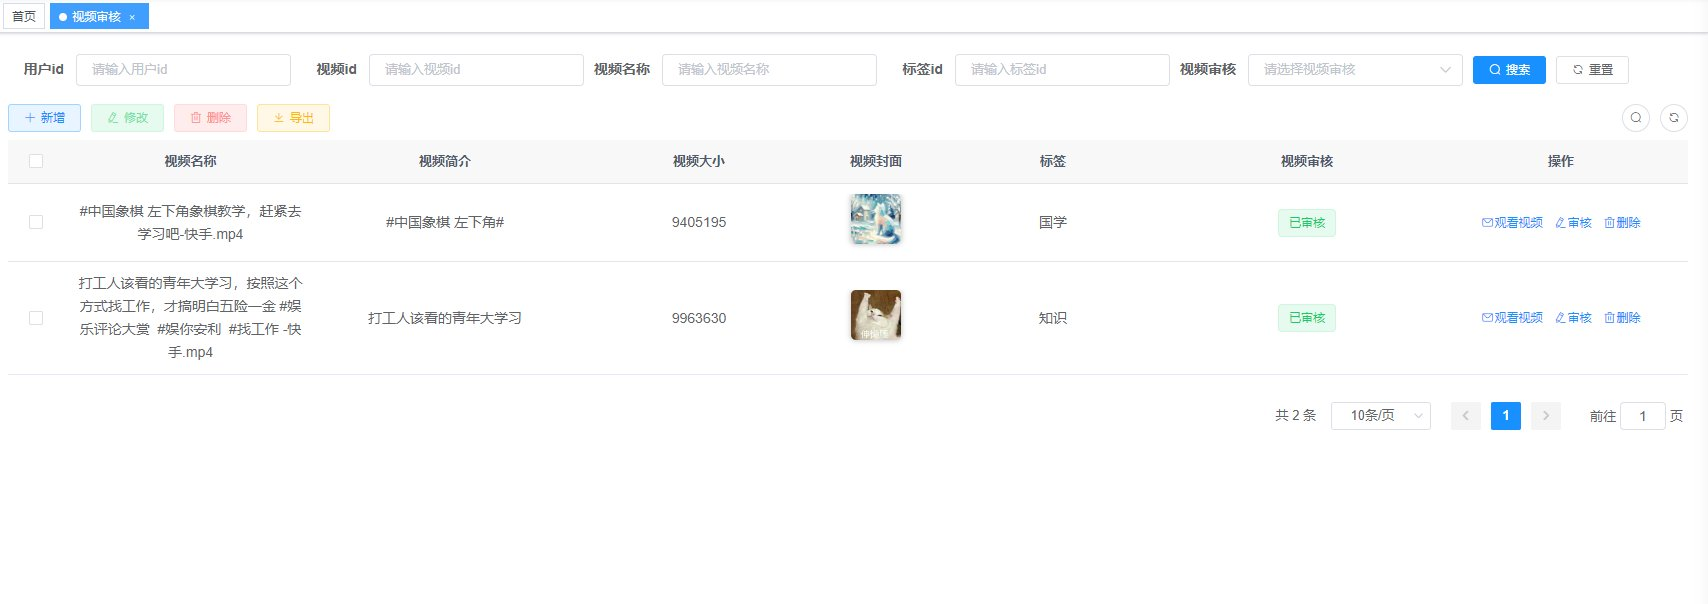 首页
视频审核 ×
用户id 请输入用户id 视频id 请输入视频id 视频名称 请输入视频名称 标签id 请输入标签id 视频审核 请选择视频审核 搜索 重置
新增 修改 删除 导出
视频名称 视频简介 视频大小 视频封面 标签 视频审核 操作
#中国象棋 左下角象棋教学，赶紧去
学习吧-快手.mp4
#中国象棋 左下角#
9405195
国学
已审核
观看视频 审核 删除
打工人该看的青年大学习，按照这个
方式找工作，才搞明白五险一金 #娱
乐评论大赏 #娱你安利 #找工作 -快
手.mp4
打工人该看的青年大学习
9963630
知识
已审核
观看视频 审核 删除
共 2 条 10条/页 1 前往 1 页